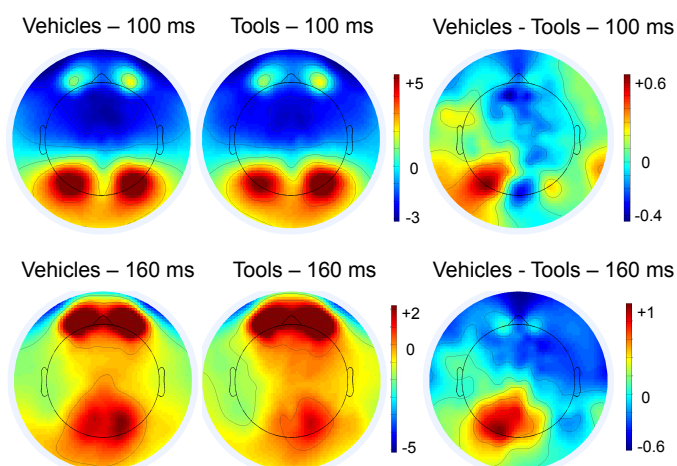 Vehicles – 100 ms
Tools – 100 ms
Vehicles - Tools – 100 ms
+5
0
-3
+0.6
0
-0.4
Vehicles – 160 ms
Tools – 160 ms
Vehicles - Tools – 160 ms
+2
0
-5
+1
0
-0.6